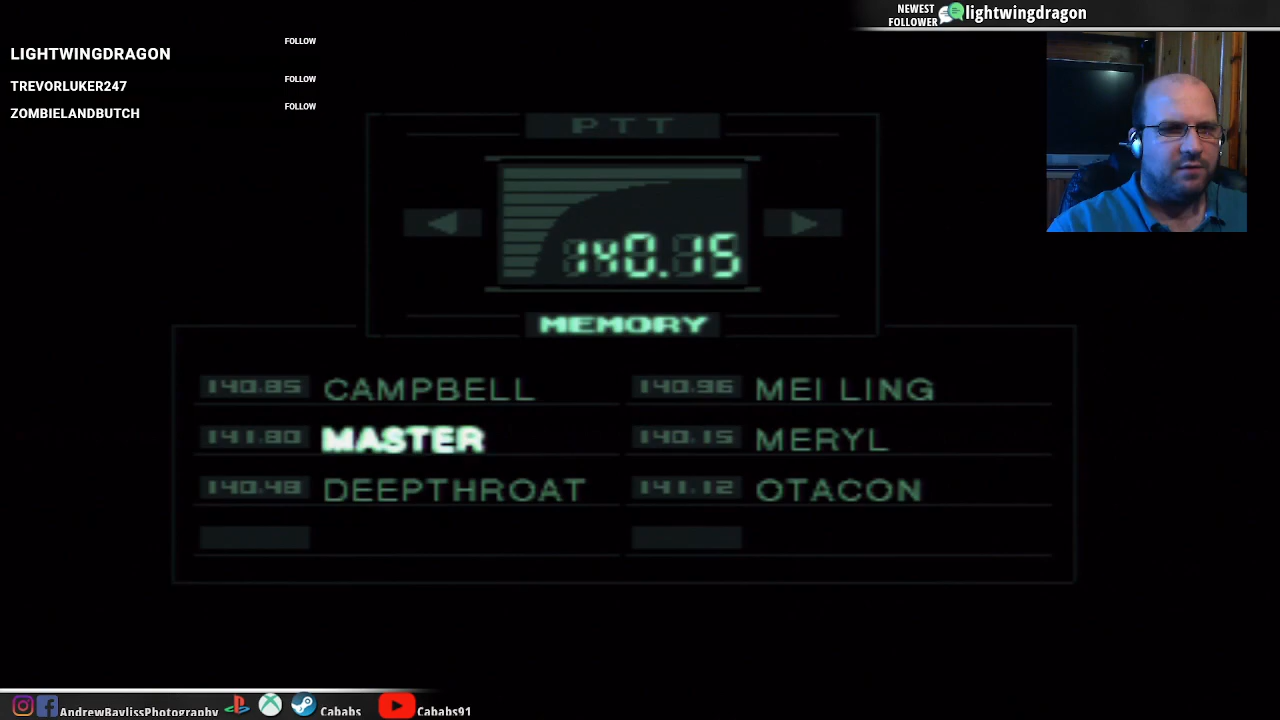 NEWEST
FOLLOWER
lightwingdragon
LIGHTWINGDRAGON FOLLOW
TREVORLUKER247 FOLLOW
ZOMBIELANDBUTCH FOLLOW
PTT
140.15
MEMORY
140.85 CAMPBELL 140.96 MEI LING
141.80 MASTER 140.15 MERYL
140.48 DEEPTHROAT 141.12 OTACON
AndrewBaylissPhotography Cababs Cababs91